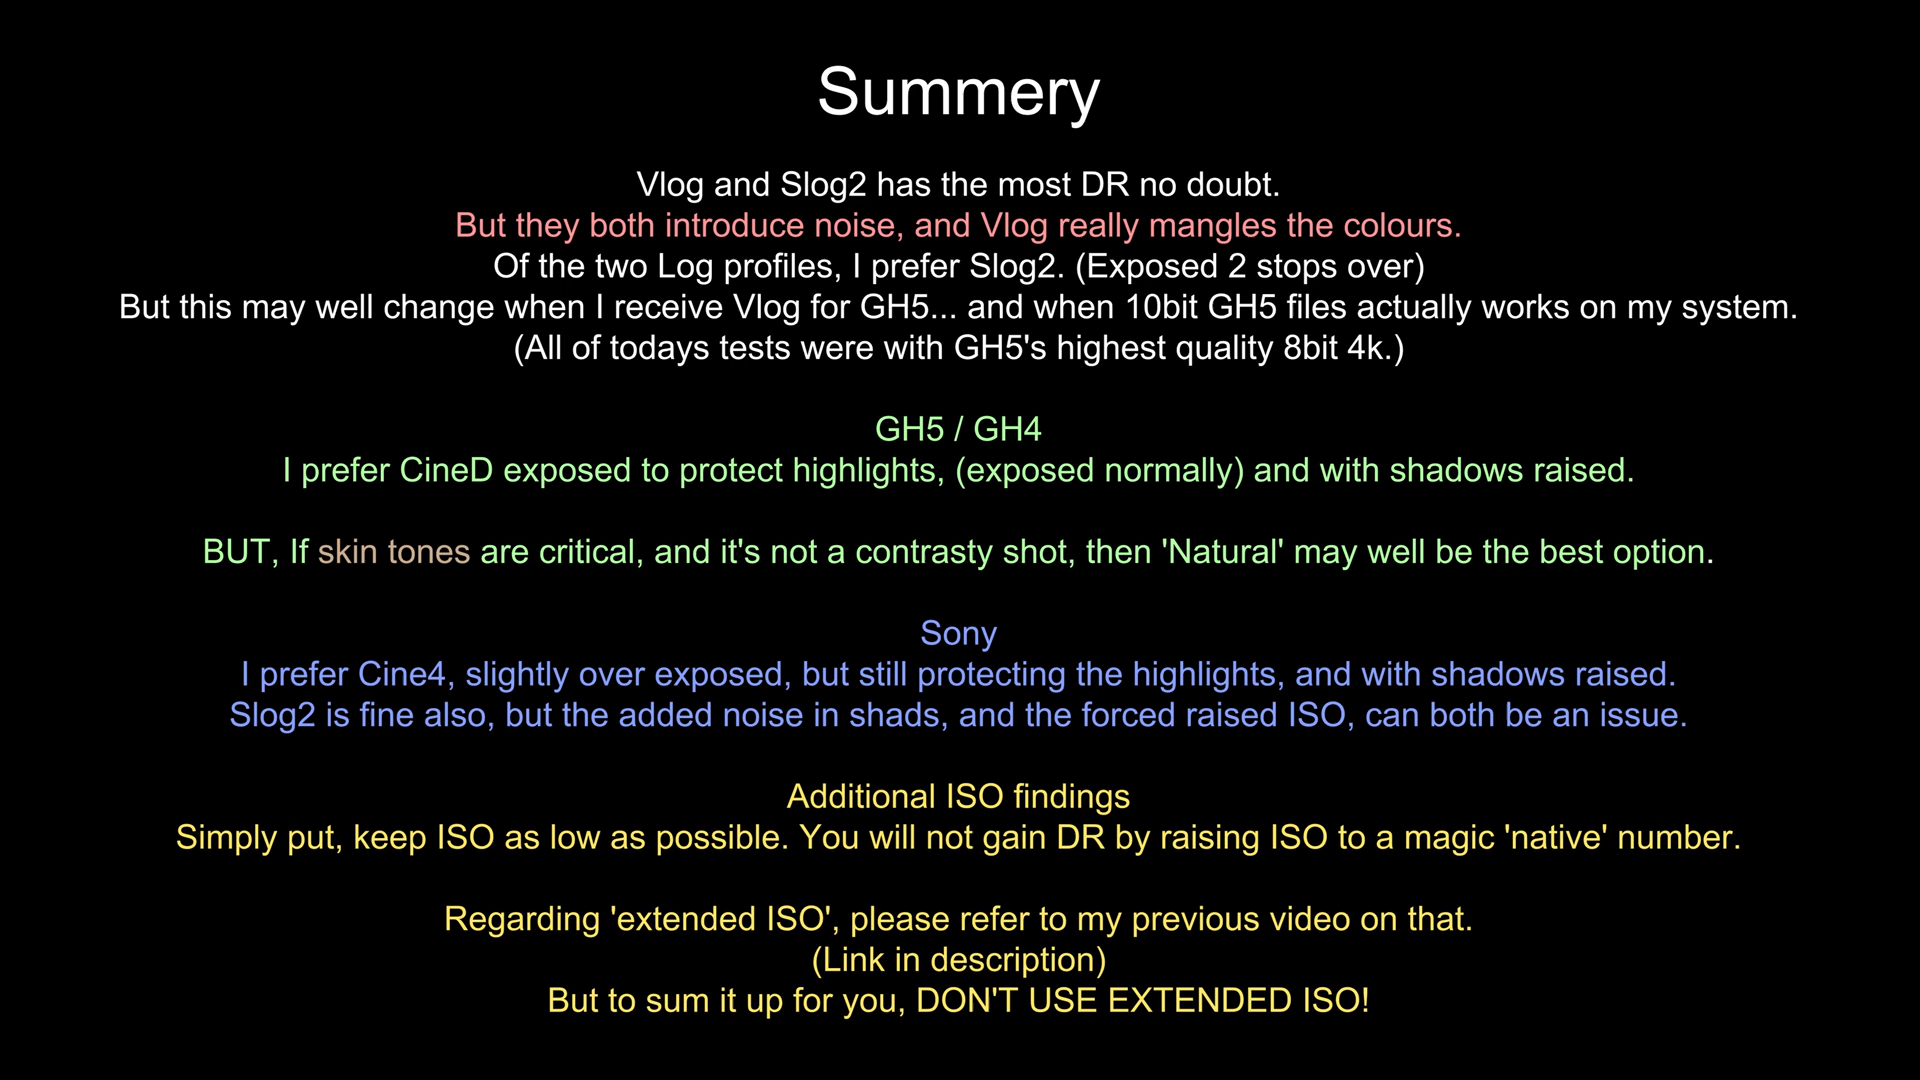 Summery
Vlog and Slog2 has the most DR no doubt.
But they both introduce noise, and Vlog really mangles the colours.
Of the two Log profiles, I prefer Slog2. (Exposed 2 stops over)
But this may well change when I receive Vlog for GH5... and when 10bit GH5 files actually works on my system.
(All of todays tests were with GH5's highest quality 8bit 4k.)
GH5 / GH4
I prefer CineD exposed to protect highlights, (exposed normally) and with shadows raised.
BUT, If skin tones are critical, and it's not a contrasty shot, then 'Natural' may well be the best option.
Sony
I prefer Cine4, slightly over exposed, but still protecting the highlights, and with shadows raised.
Slog2 is fine also, but the added noise in shads, and the forced raised ISO, can both be an issue.
Additional ISO findings
Simply put, keep ISO as low as possible. You will not gain DR by raising ISO to a magic 'native' number.
Regarding 'extended ISO', please refer to my previous video on that.
(Link in description)
But to sum it up for you, DON'T USE EXTENDED ISO!